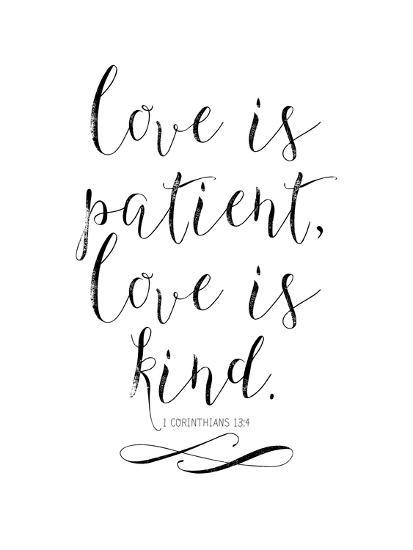 love is
patient,
love is
kind.
1 CORINTHIANS 13:4